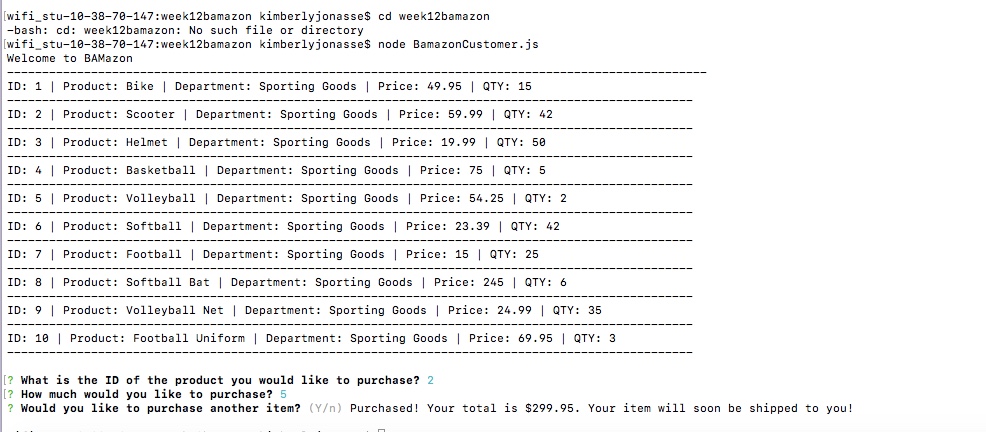 [wifi_stu-10-38-70-147:week12bamazon kimberlyjonasse$ cd week12bamazon
-bash: cd: week12bamazon: No such file or directory
[wifi_stu-10-38-70-147:week12bamazon kimberlyjonasse$ node BamazonCustomer.js
Welcome to BAMazon
ID: 1 | Product: Bike | Department: Sporting Goods | Price: 49.95 | QTY: 15
ID: 2 | Product: Scooter | Department: Sporting Goods | Price: 59.99 | QTY: 42
ID: 3 | Product: Helmet | Department: Sporting Goods | Price: 19.99 | QTY: 50
ID: 4 | Product: Basketball | Department: Sporting Goods | Price: 75 | QTY: 5
ID: 5 | Product: Volleyball | Department: Sporting Goods | Price: 54.25 | QTY: 2
ID: 6 | Product: Softball | Department: Sporting Goods | Price: 23.39 | QTY: 42
ID: 7 | Product: Football | Department: Sporting Goods | Price: 15 | QTY: 25
ID: 8 | Product: Softball Bat | Department: Sporting Goods | Price: 245 | QTY: 6
ID: 9 | Product: Volleyball Net | Department: Sporting Goods | Price: 24.99 | QTY: 35
ID: 10 | Product: Football Uniform | Department: Sporting Goods | Price: 69.95 | QTY: 3
[? What is the ID of the product you would like to purchase? 2
[? How much would you like to purchase? 5
? Would you like to purchase another item? (Y/n) Purchased! Your total is $299.95. Your item will soon be shipped to you!